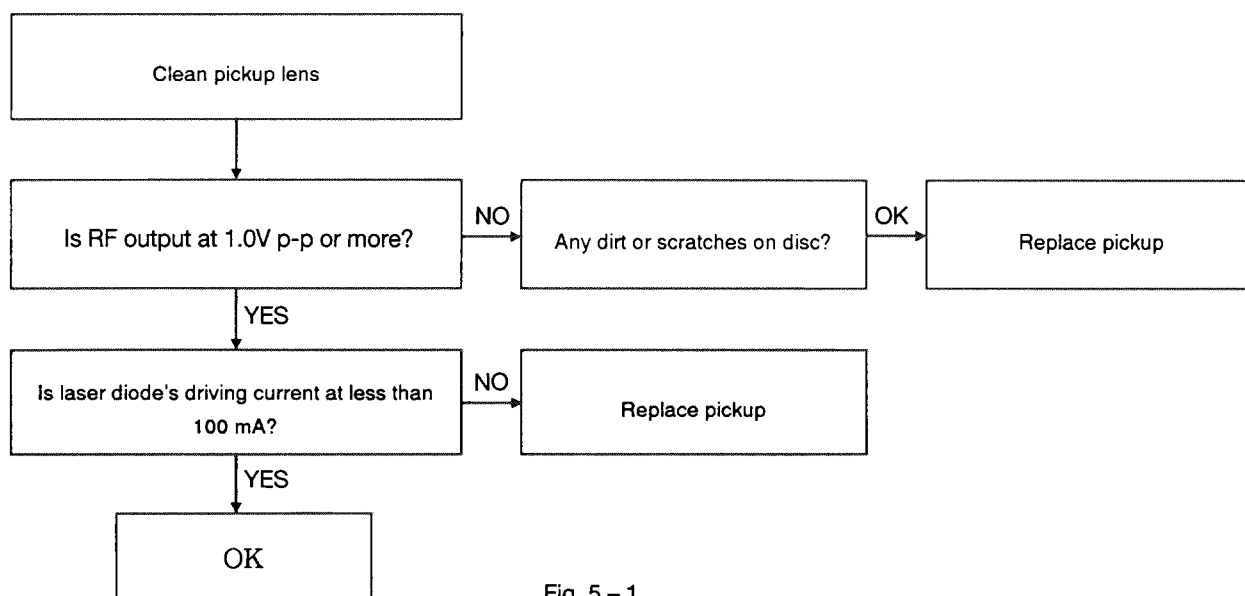 Clean pickup lens
Is RF output at 1.0V p-p or more?
NO
Any dirt or scratches on disc?
OK
Replace pickup
YES
Is laser diode's driving current at less than
100 mA?
NO
Replace pickup
YES
OK
Fig. 5 – 1